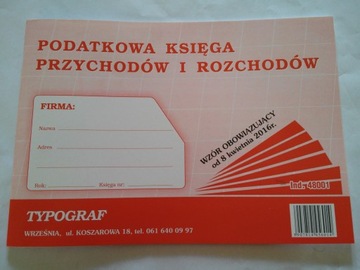 PODATKOWA KSIĘGA
PRZYCHODÓW I ROZCHODÓW
FIRMA:
Nazwa
Adres
Rok:
Księga nr:
WZÓR OBOWIĄZUJĄCY
od 8 kwietnia 2016r.
Ind.-48001
TYPOGRAF
WRZEŚNIA, ul. KOSZAROWA 18, tel. 061 640 09 97